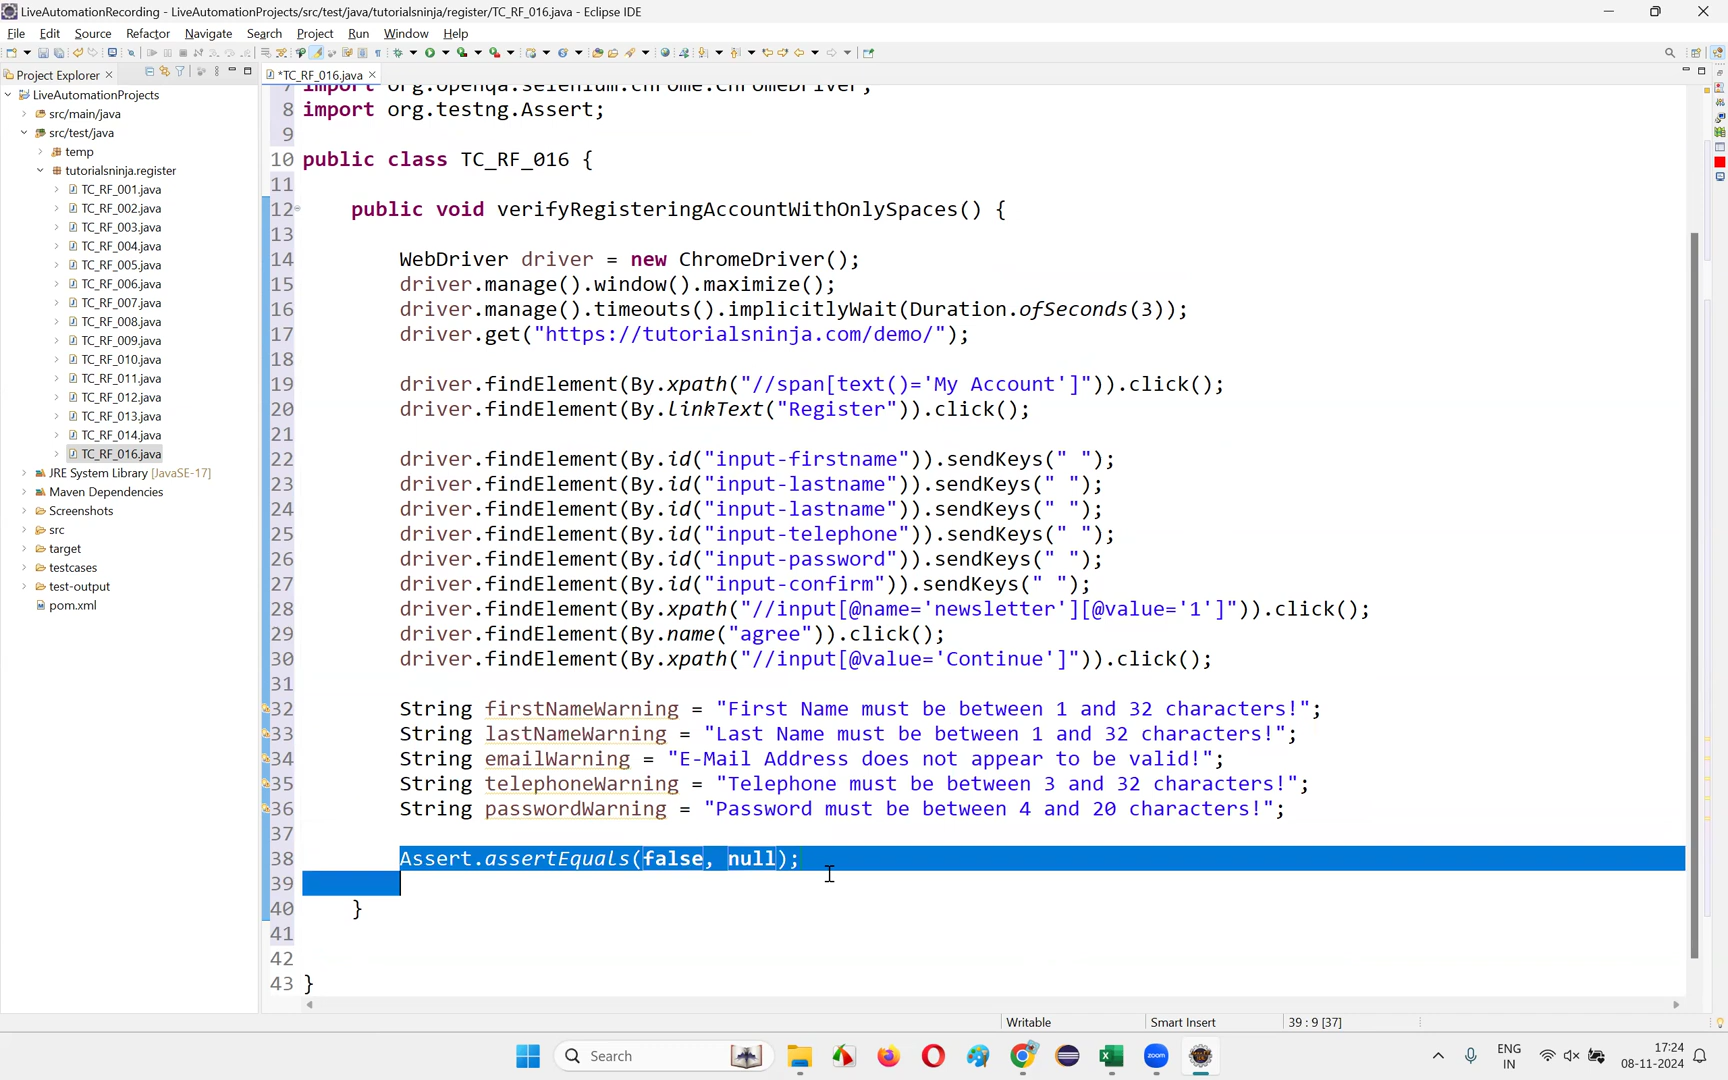 LiveAutomationRecording - LiveAutomationProjects/src/test/java/tutorialsninja/register/TC_RF_016.java - Eclipse IDE
File Edit Source Refactor Navigate Search Project Run Window Help
Project Explorer
*TC_RF_016.java
LiveAutomationProjects
src/main/java
src/test/java
temp
tutorialsninja.register
TC_RF_001.java
TC_RF_002.java
TC_RF_003.java
TC_RF_004.java
TC_RF_005.java
TC_RF_006.java
TC_RF_007.java
TC_RF_008.java
TC_RF_009.java
TC_RF_010.java
TC_RF_011.java
TC_RF_012.java
TC_RF_013.java
TC_RF_014.java
TC_RF_016.java
JRE System Library [JavaSE-17]
Maven Dependencies
Screenshots
src
target
testcases
test-output
pom.xml
7 import org.openqa.selenium.chrome.ChromeDriver;
8 import org.testng.Assert;
9
10 public class TC_RF_016 {
11
12 public void verifyRegisteringAccountWithOnlySpaces() {
13
14 WebDriver driver = new ChromeDriver();
15 driver.manage().window().maximize();
16 driver.manage().timeouts().implicitlyWait(Duration.ofSeconds(3));
17 driver.get("https://tutorialsninja.com/demo/");
18
19 driver.findElement(By.xpath("//span[text()='My Account']")).click();
20 driver.findElement(By.linkText("Register")).click();
21
22 driver.findElement(By.id("input-firstname")).sendKeys(" ");
23 driver.findElement(By.id("input-lastname")).sendKeys(" ");
24 driver.findElement(By.id("input-lastname")).sendKeys(" ");
25 driver.findElement(By.id("input-telephone")).sendKeys(" ");
26 driver.findElement(By.id("input-password")).sendKeys(" ");
27 driver.findElement(By.id("input-confirm")).sendKeys(" ");
28 driver.findElement(By.xpath("//input[@name='newsletter'][@value='1']")).click();
29 driver.findElement(By.name("agree")).click();
30 driver.findElement(By.xpath("//input[@value='Continue']")).click();
31
32 String firstNameWarning = "First Name must be between 1 and 32 characters!";
33 String lastNameWarning = "Last Name must be between 1 and 32 characters!";
34 String emailWarning = "E-Mail Address does not appear to be valid!";
35 String telephoneWarning = "Telephone must be between 3 and 32 characters!";
36 String passwordWarning = "Password must be between 4 and 20 characters!";
37
38 Assert.assertEquals(false, null);
39
40 }
41
42
43 }
Writable Smart Insert 39 : 9 [37]
Search
zoom
ENG
IN
17:24
08-11-2024